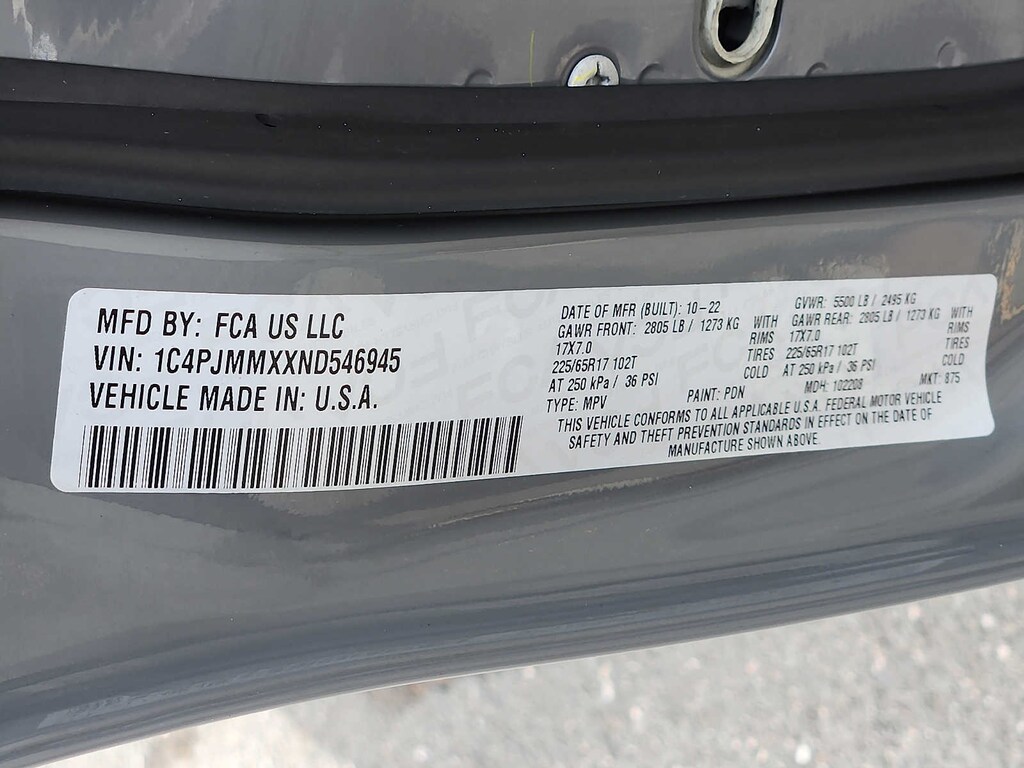 MFD BY: FCA US LLC
VIN: 1C4PJMMXXND546945
VEHICLE MADE IN: U.S.A.
DATE OF MFR (BUILT): 10-22 GVWR: 5500 LB / 2495 KG
GAWR FRONT: 2805 LB / 1273 KG WITH GAWR REAR: 2805 LB / 1273 KG WITH
17X7.0 RIMS 17X7.0 RIMS
225/65R17 102T TIRES 225/65R17 102T TIRES
AT 250 kPa / 36 PSI COLD AT 250 kPa / 36 PSI COLD
TYPE: MPV PAINT: PDN MDH: 102208 MKT: 875
THIS VEHICLE CONFORMS TO ALL APPLICABLE U.S.A. FEDERAL MOTOR VEHICLE
SAFETY AND THEFT PREVENTION STANDARDS IN EFFECT ON THE DATE OF
MANUFACTURE SHOWN ABOVE.